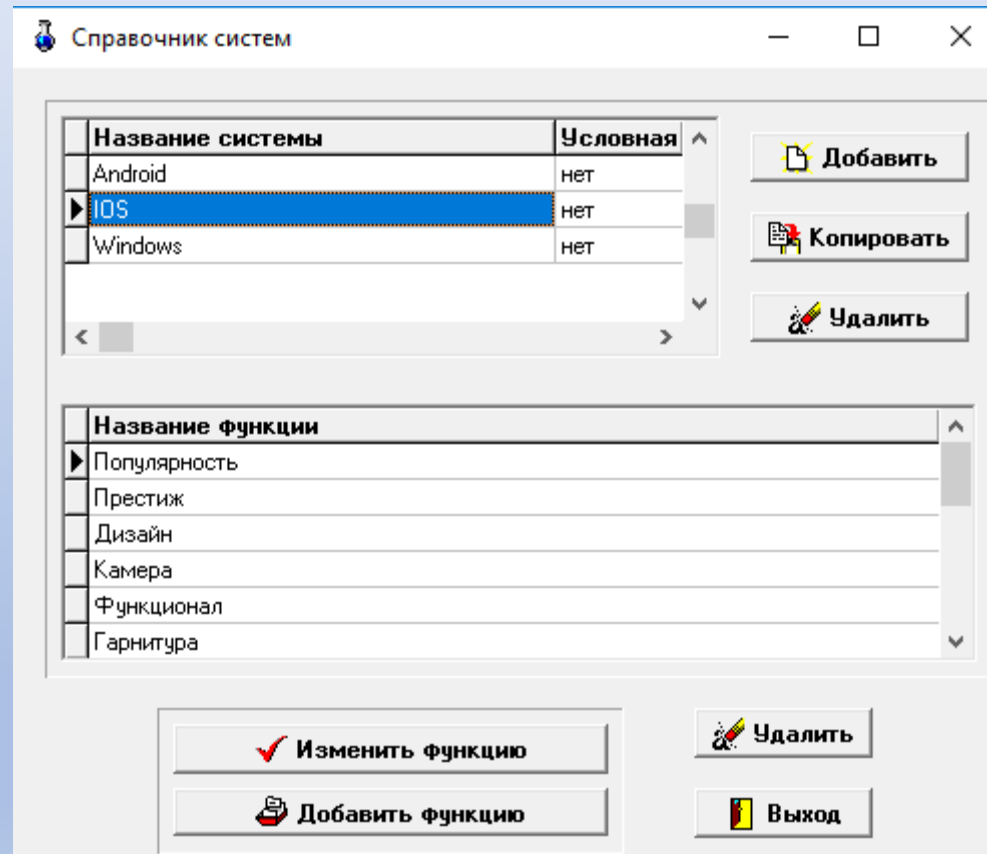 Справочник систем
Название системы Условная
Android нет
IOS нет
Windows нет
Добавить
Копировать
Удалить
Название функции
Популярность
Престиж
Дизайн
Камера
Функционал
Гарнитура
Изменить функцию
Удалить
Добавить функцию
Выход